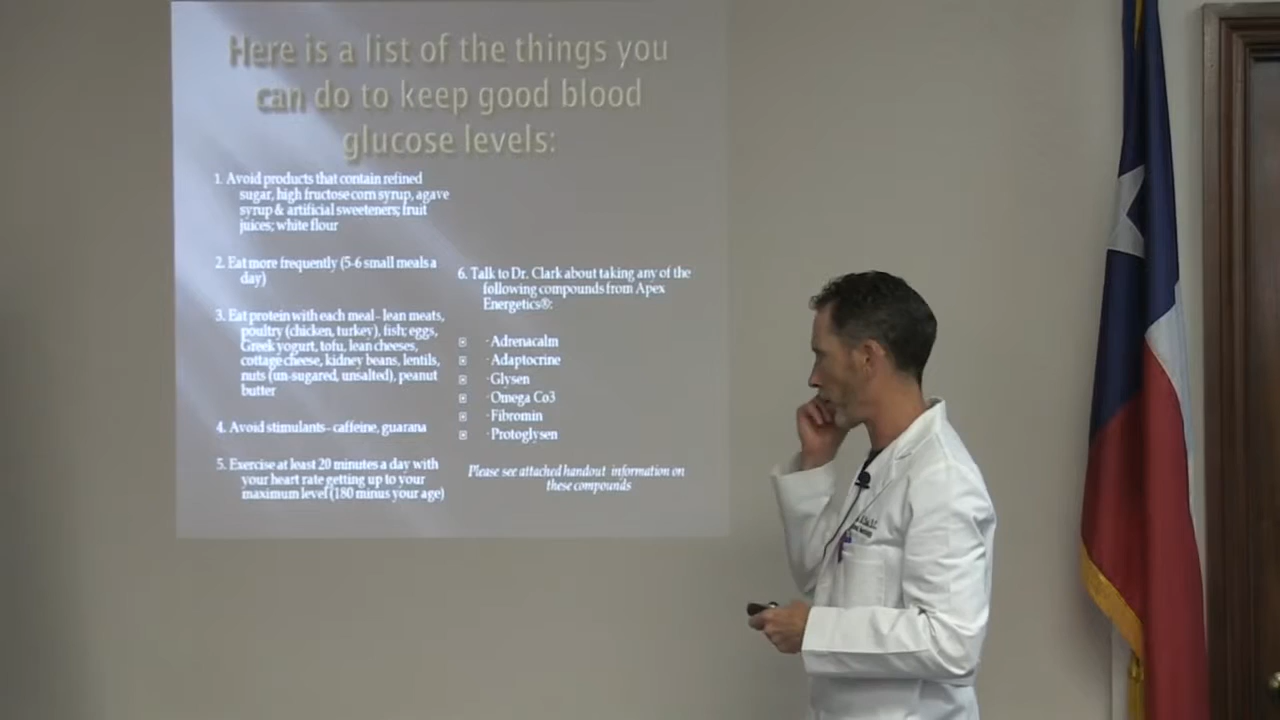 Here is a list of the things you
can do to keep good blood
glucose levels:
1. Avoid products that contain refined
sugar, high fructose corn syrup, agave
syrup & artificial sweeteners; fruit
juices; white flour
2. Eat more frequently (5-6 small meals a
day)
3. Eat protein with each meal- lean meats,
poultry (chicken, turkey), fish; eggs,
Greek yogurt, tofu, lean cheeses,
cottage cheese, kidney beans, lentils,
nuts (un-sugared, unsalted), peanut
butter
4. Avoid stimulants- caffeine, guarana
5. Exercise at least 20 minutes a day with
your heart rate getting up to your
maximum level (180 minus your age)
6. Talk to Dr. Clark about taking any of the
following compounds from Apex
Energetics®:
·Adrenacalm
·Adaptocrine
·Glysen
·Omega Co3
·Fibromin
·Protoglysen
Please see attached handout information on
these compounds